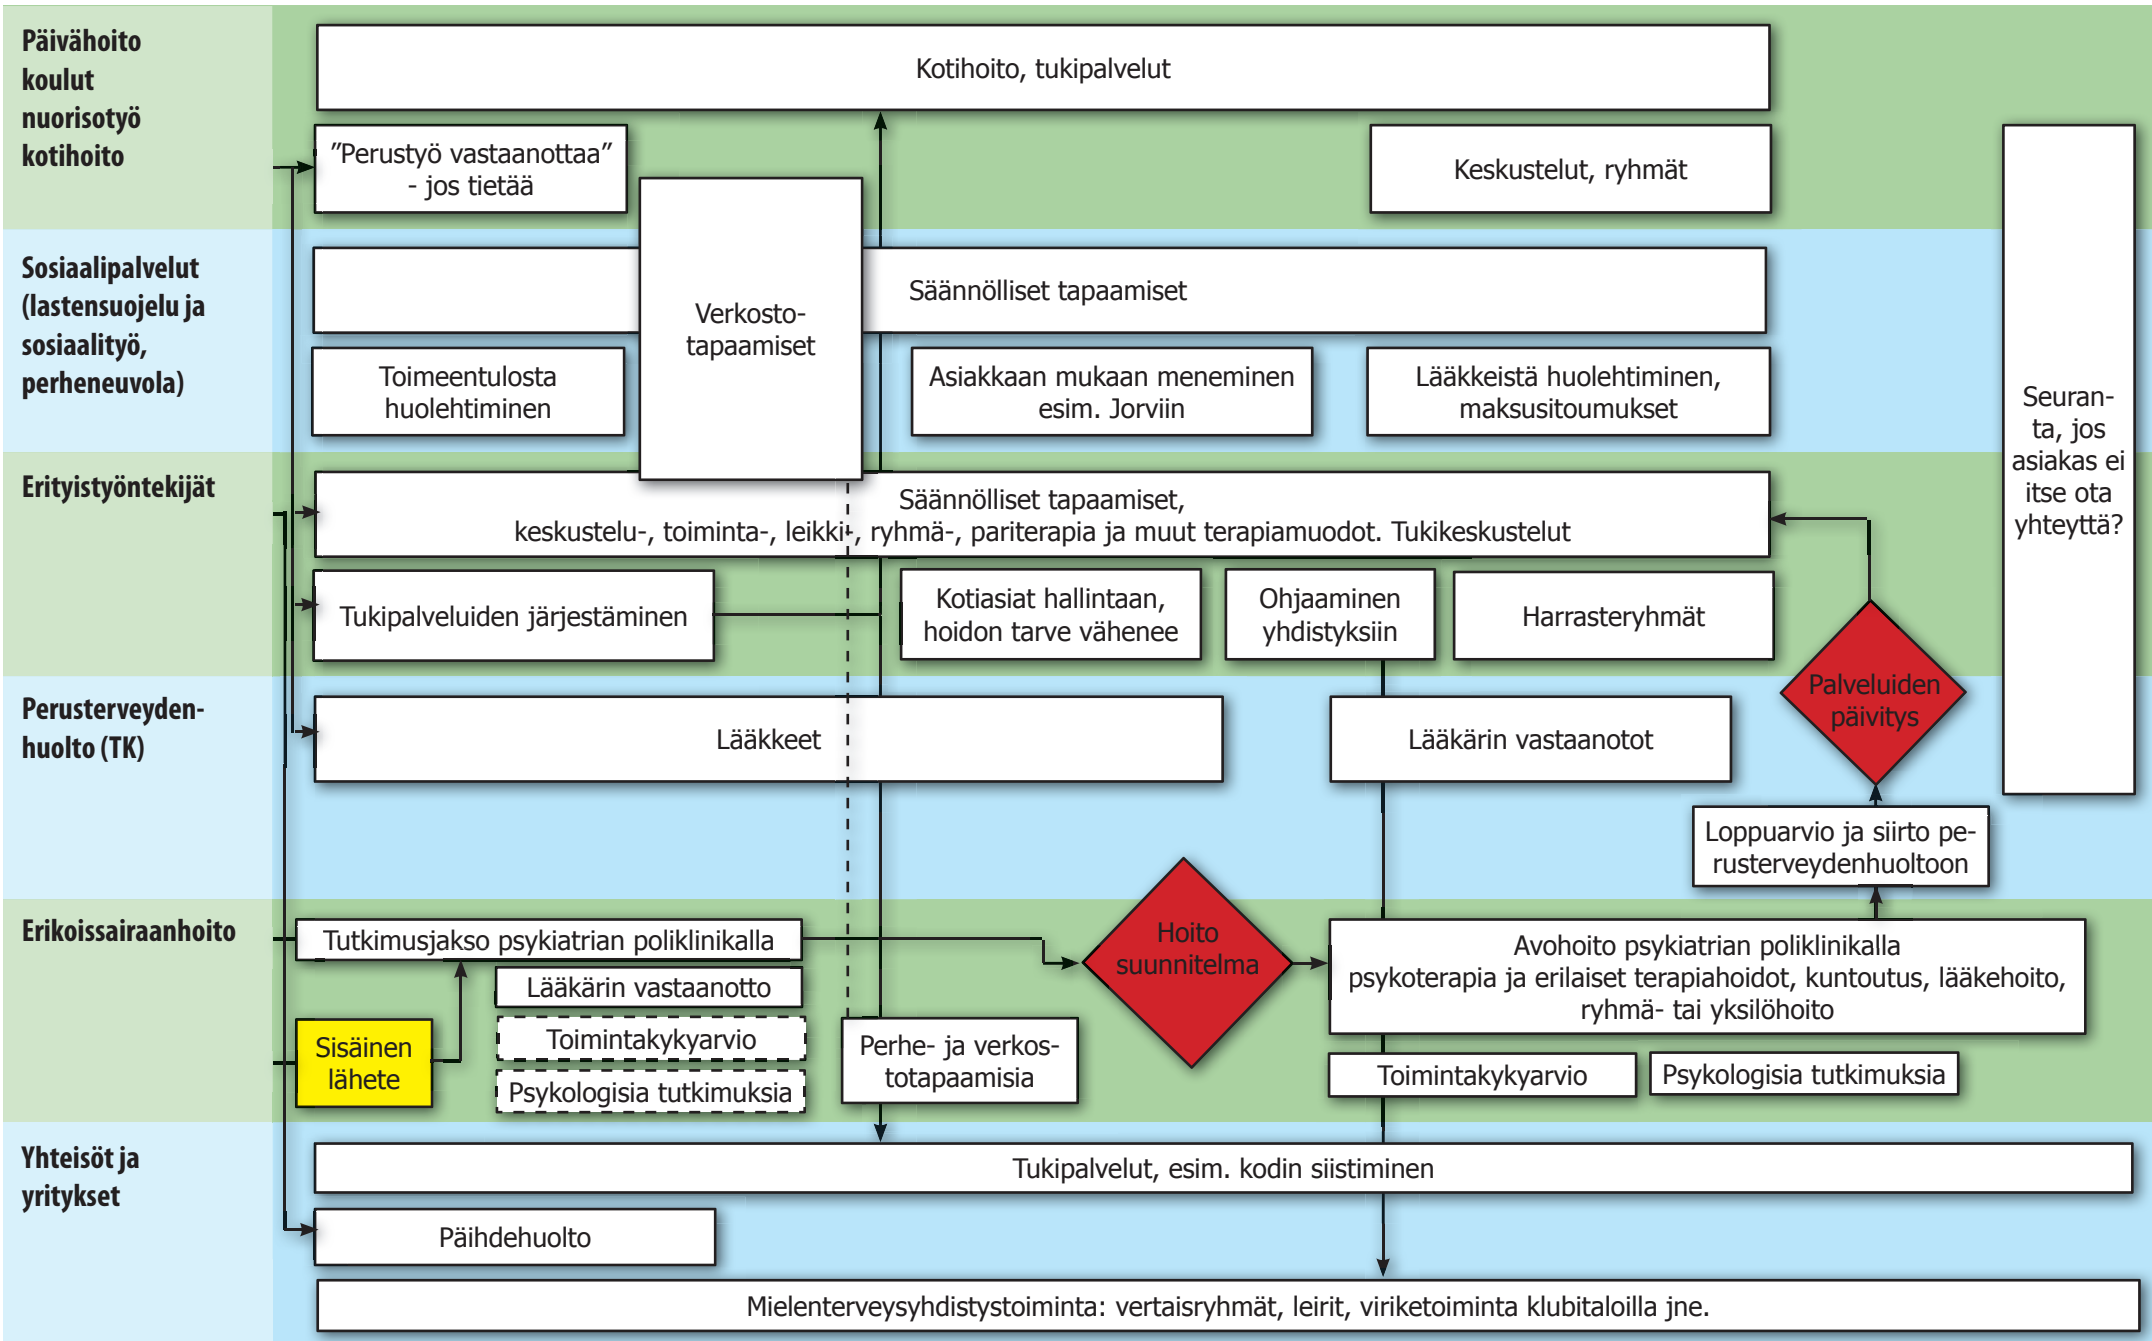 Päivähoito
koulut
nuorisotyö
kotihoito
Kotihoito, tukipalvelut
”Perustyö vastaanottaa”
- jos tietää
Keskustelut, ryhmät
Sosiaalipalvelut
(lastensuojelu ja
sosiaalityö,
perheneuvola)
Säännölliset tapaamiset
Verkosto-
tapaamiset
Toimeentulosta
huolehtiminen
Asiakkaan mukaan meneminen
esim. Jorviin
Lääkkeistä huolehtiminen,
maksusitoumukset
Seuran-
ta, jos
asiakas ei
itse ota
yhteyttä?
Erityistyöntekijät
Säännölliset tapaamiset,
keskustelu-, toiminta-, leikki-, ryhmä-, pariterapia ja muut terapiamuodot. Tukikeskustelut
Tukipalveluiden järjestäminen
Kotiasiat hallintaan,
hoidon tarve vähenee
Ohjaaminen
yhdistyksiin
Harrasteryhmät
Palveluiden
päivitys
Perusterveyden-
huolto (TK)
Lääkkeet
Lääkärin vastaanotot
Loppuarvio ja siirto pe-
rusterveydenhuoltoon
Erikoissairaanhoito
Tutkimusjakso psykiatrian poliklinikalla
Lääkärin vastaanotto
Toimintakykyarvio
Psykologisia tutkimuksia
Sisäinen
lähete
Perhe- ja verkos-
totapaamisia
Hoito
suunnitelma
Avohoito psykiatrian poliklinikalla
psykoterapia ja erilaiset terapiahoidot, kuntoutus, lääkehoito,
ryhmä- tai yksilöhoito
Toimintakykyarvio
Psykologisia tutkimuksia
Yhteisöt ja
yritykset
Tukipalvelut, esim. kodin siistiminen
Päihdehuolto
Mielenterveysyhdistystoiminta: vertaisryhmät, leirit, viriketoiminta klubitaloilla jne.